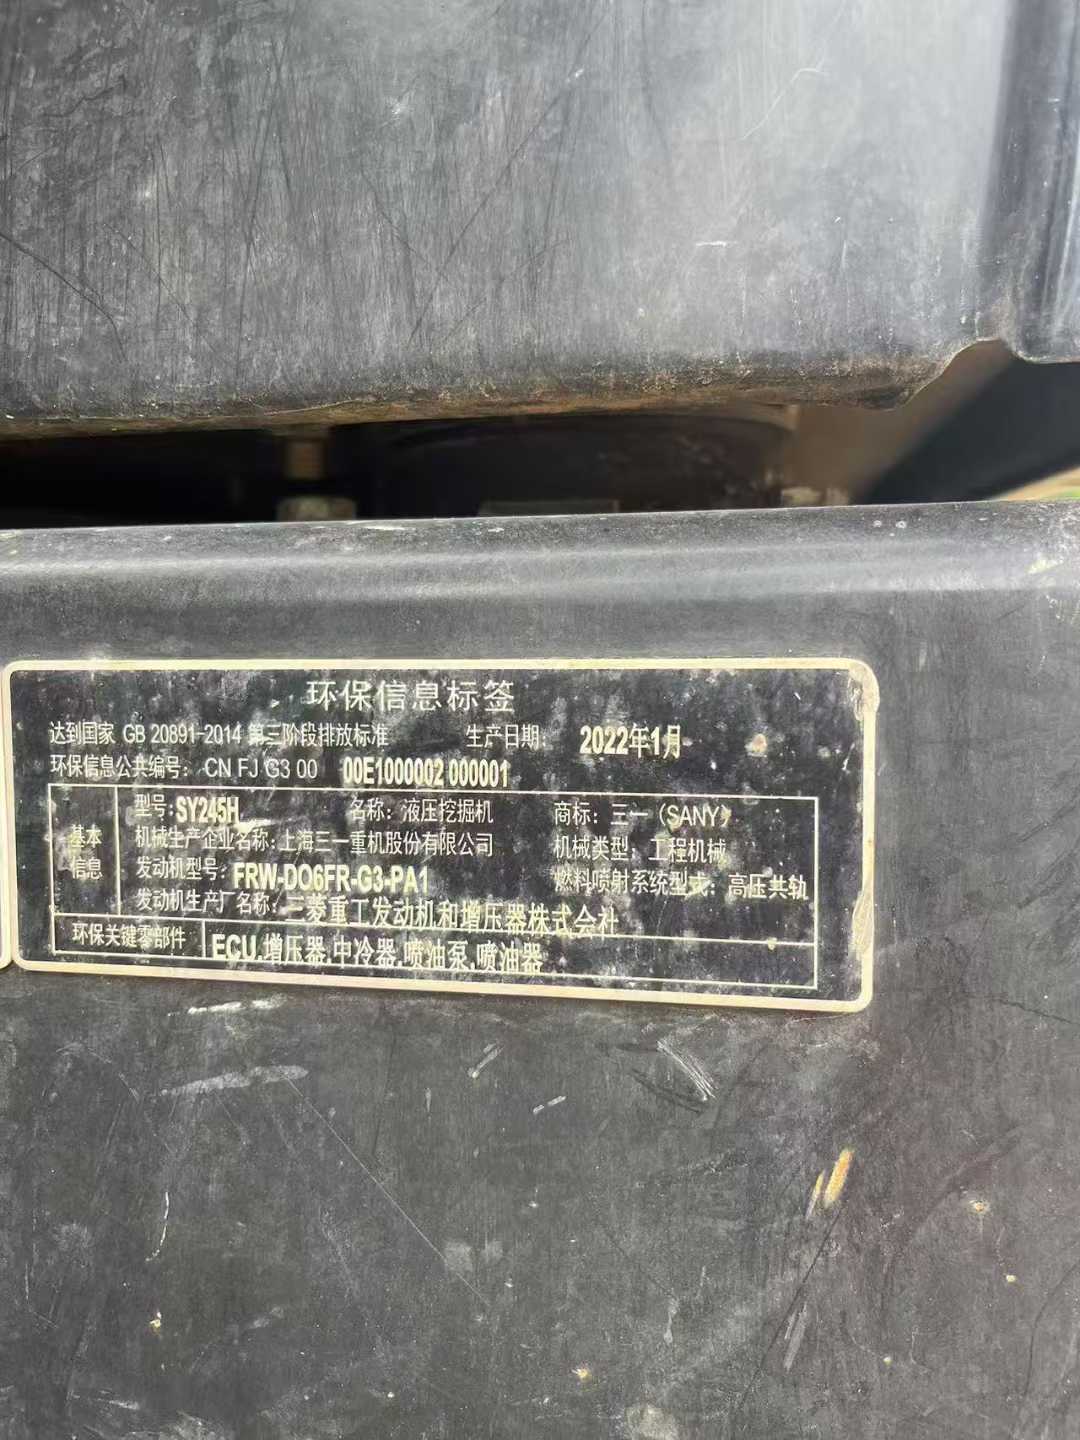 环保信息标签
达到国家 GB 20891-2014 第三阶段排放标准 生产日期: 2022年1月
环保信息公共编号: CN FJ G3 00 00E1000002 000001
基本信息
型号:SY245H 名称:液压挖掘机 商标:三一(SANY)
机械生产企业名称:上海三一重机股份有限公司 机械类型:工程机械
发动机型号:FRW-DO6FR-G3-PA1 燃料喷射系统型式:高压共轨
发动机生产厂名称:三菱重工发动机和增压器株式会社
环保关键零部件 ECU,增压器,中冷器,喷油泵,喷油器